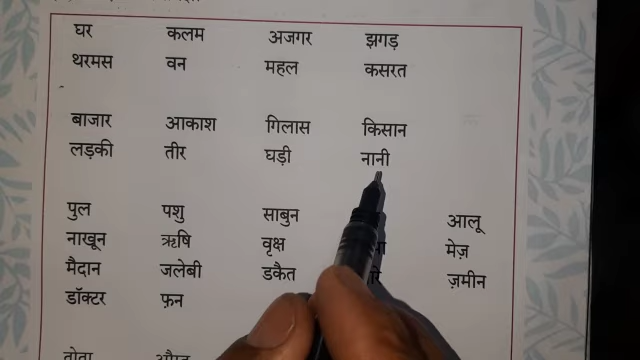 घर कलम अजगर झगड़
थरमस वन महल कसरत
बाजार आकाश गिलास किसान
लड़की तीर घड़ी नानी
पुल पशु साबुन आलू
नाखून ऋषि वृक्ष मेज़
मैदान जलेबी डकैत ज़मीन
डॉक्टर फ़न